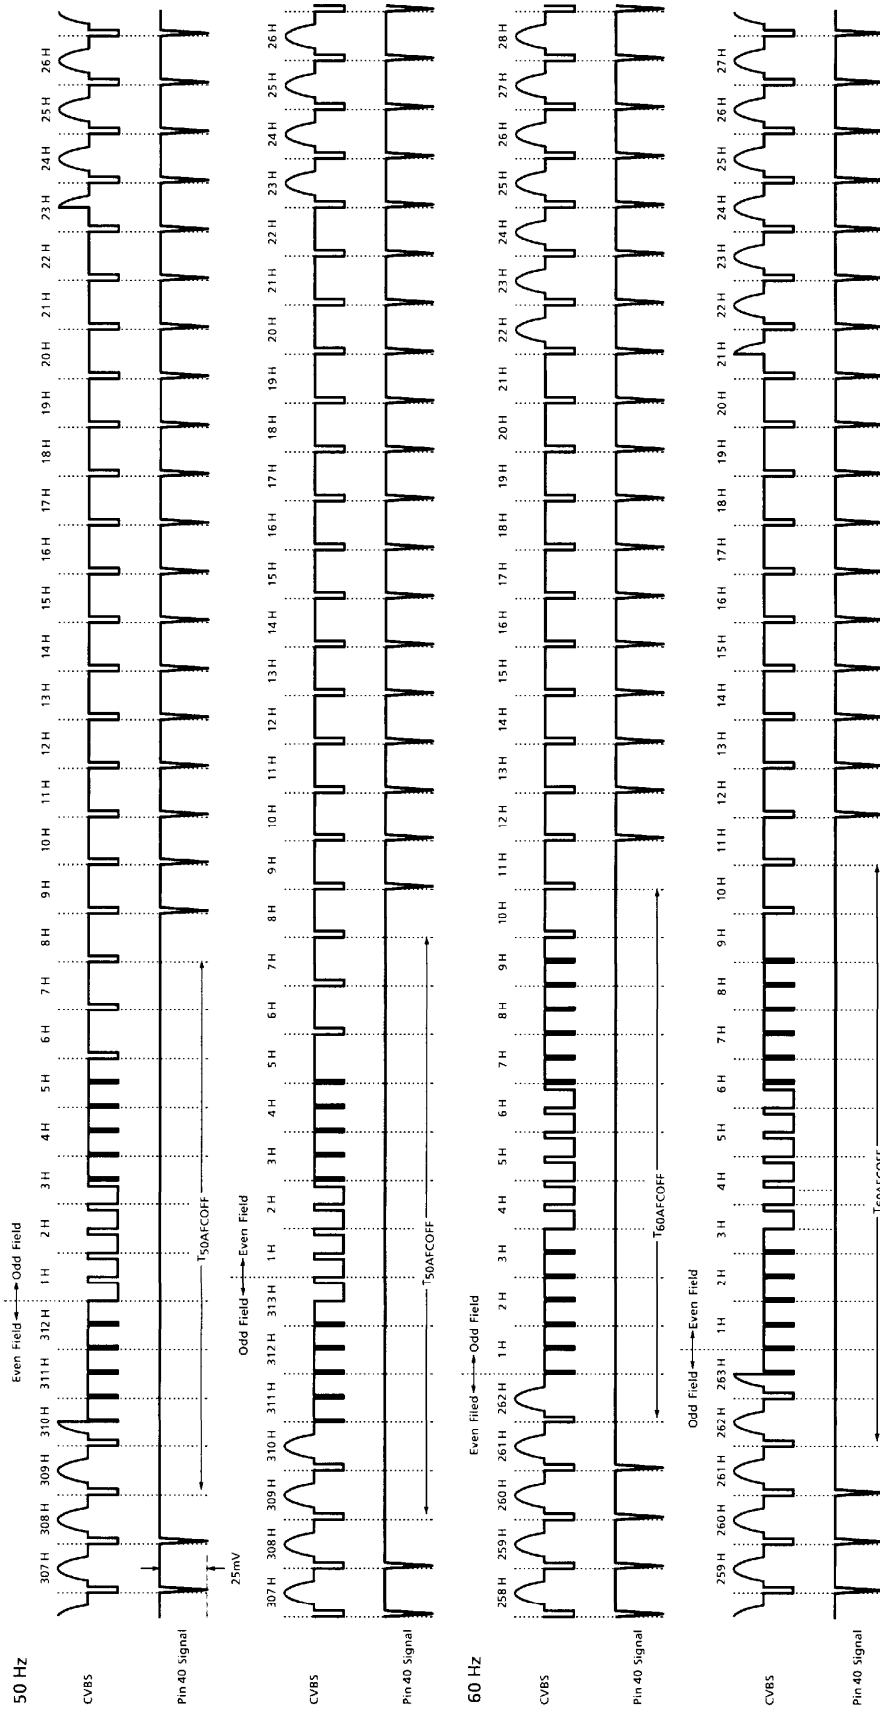 50 Hz
Even Field Odd Field
307 H 308 H 309 H 310 H 311 H 312 H 1 H 2 H 3 H 4 H 5 H 6 H 7 H 8 H 9 H 10 H 11 H 12 H 13 H 14 H 15 H 16 H 17 H 18 H 19 H 20 H 21 H 22 H 23 H 24 H 25 H 26 H
CVBS
Pin 40 Signal
T50AFCOFF
25mV
Odd Field Even Field
307 H 308 H 309 H 310 H 311 H 312 H 313 H 1 H 2 H 3 H 4 H 5 H 6 H 7 H 8 H 9 H 10 H 11 H 12 H 13 H 14 H 15 H 16 H 17 H 18 H 19 H 20 H 21 H 22 H 23 H 24 H 25 H 26 H
CVBS
Pin 40 Signal
T50AFCOFF
60 Hz
Even Filed Odd Field
258 H 259 H 260 H 261 H 262 H 1 H 2 H 3 H 4 H 5 H 6 H 7 H 8 H 9 H 10 H 11 H 12 H 13 H 14 H 15 H 16 H 17 H 18 H 19 H 20 H 21 H 22 H 23 H 24 H 25 H 26 H 27 H 28 H
CVBS
Pin 40 Signal
T60AFCOFF
Odd Field Even Field
259 H 260 H 261 H 262 H 263 H 1 H 2 H 3 H 4 H 5 H 6 H 7 H 8 H 9 H 10 H 11 H 12 H 13 H 14 H 15 H 16 H 17 H 18 H 19 H 20 H 21 H 22 H 23 H 24 H 25 H 26 H 27 H
CVBS
Pin 40 Signal
T60AFCOFF